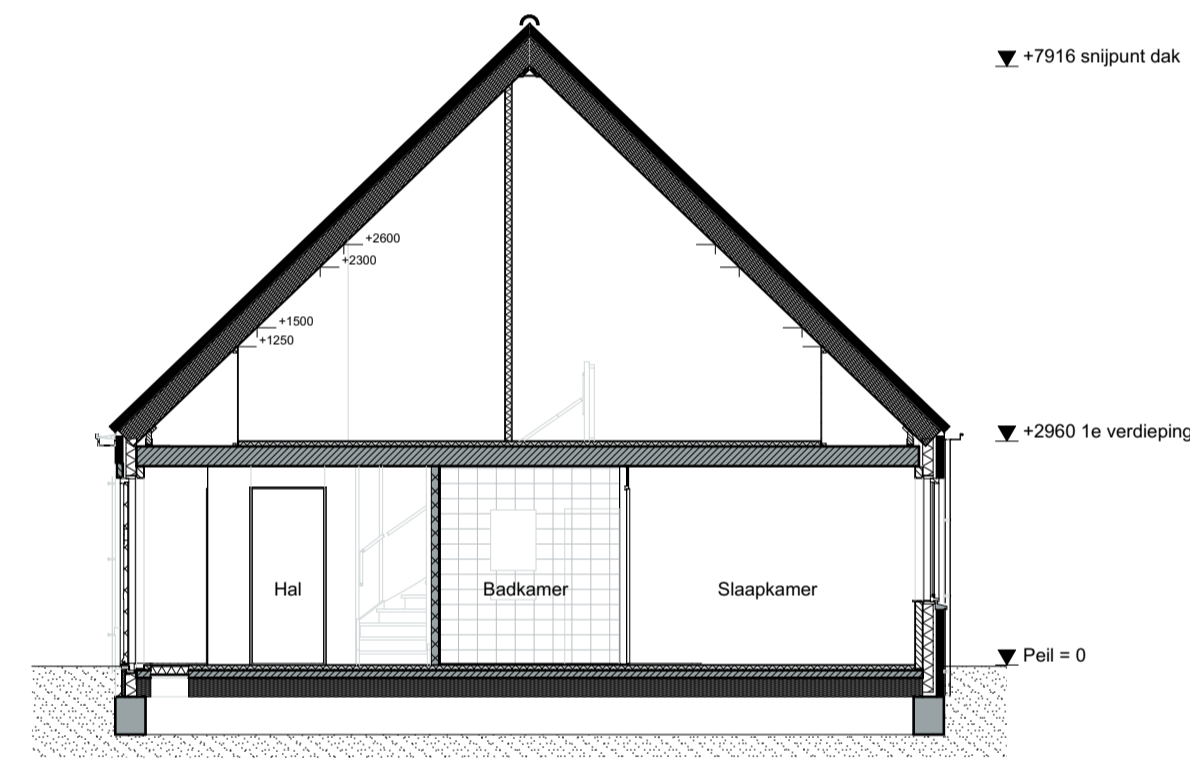 +7916 snijpunt dak
+2600
+2300
+1500
+1250
+2960 1e verdieping
Hal
Badkamer
Slaapkamer
Peil = 0